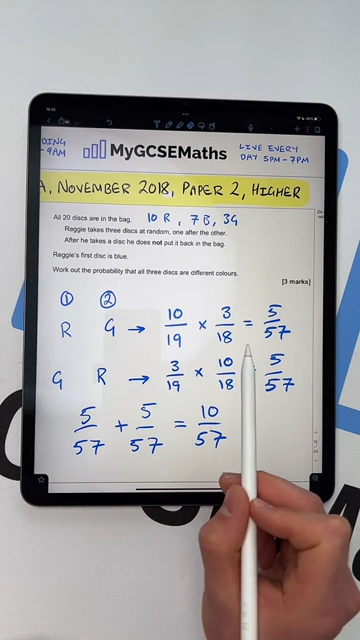 DING
- 9AM
MyGCSEMaths
LIVE EVERY
DAY 5PM - 7PM
A, NOVEMBER 2018, PAPER 2, HIGHER
All 20 discs are in the bag. 10 R, 7 B, 3G
Reggie takes three discs at random, one after the other.
After he takes a disc he does not put it back in the bag.
Reggie's first disc is blue.
Work out the probability that all three discs are different colours.
[3 marks]
① ②
R G → 10/19 × 3/18 = 5/57
G R → 3/19 × 10/18 5/57
5/57 + 5/57 = 10/57